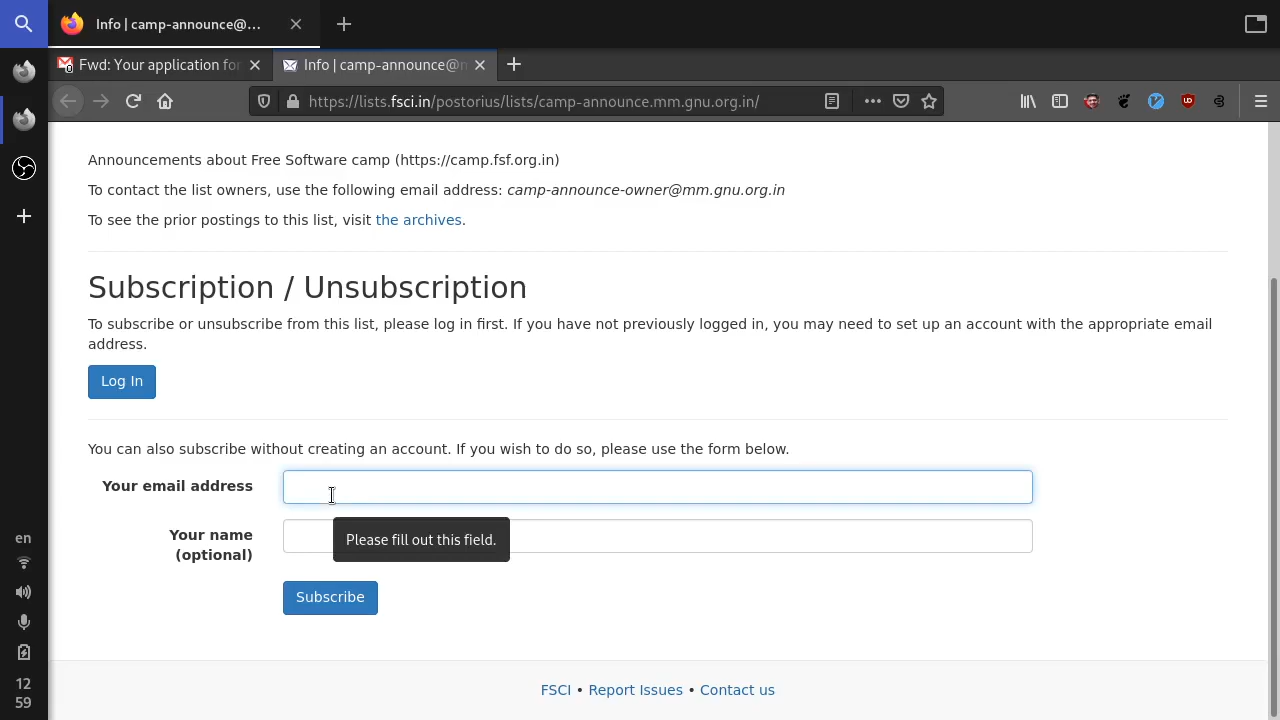 Info | camp-announce@...
Fwd: Your application for
Info | camp-announce@m
https://lists.fsci.in/postorius/lists/camp-announce.mm.gnu.org.in/
Announcements about Free Software camp (https://camp.fsf.org.in)
To contact the list owners, use the following email address: camp-announce-owner@mm.gnu.org.in
To see the prior postings to this list, visit the archives.
Subscription / Unsubscription
To subscribe or unsubscribe from this list, please log in first. If you have not previously logged in, you may need to set up an account with the appropriate email
address.
Log In
You can also subscribe without creating an account. If you wish to do so, please use the form below.
Your email address
Your name
(optional)
Please fill out this field.
Subscribe
FSCI • Report Issues • Contact us
en
12
59